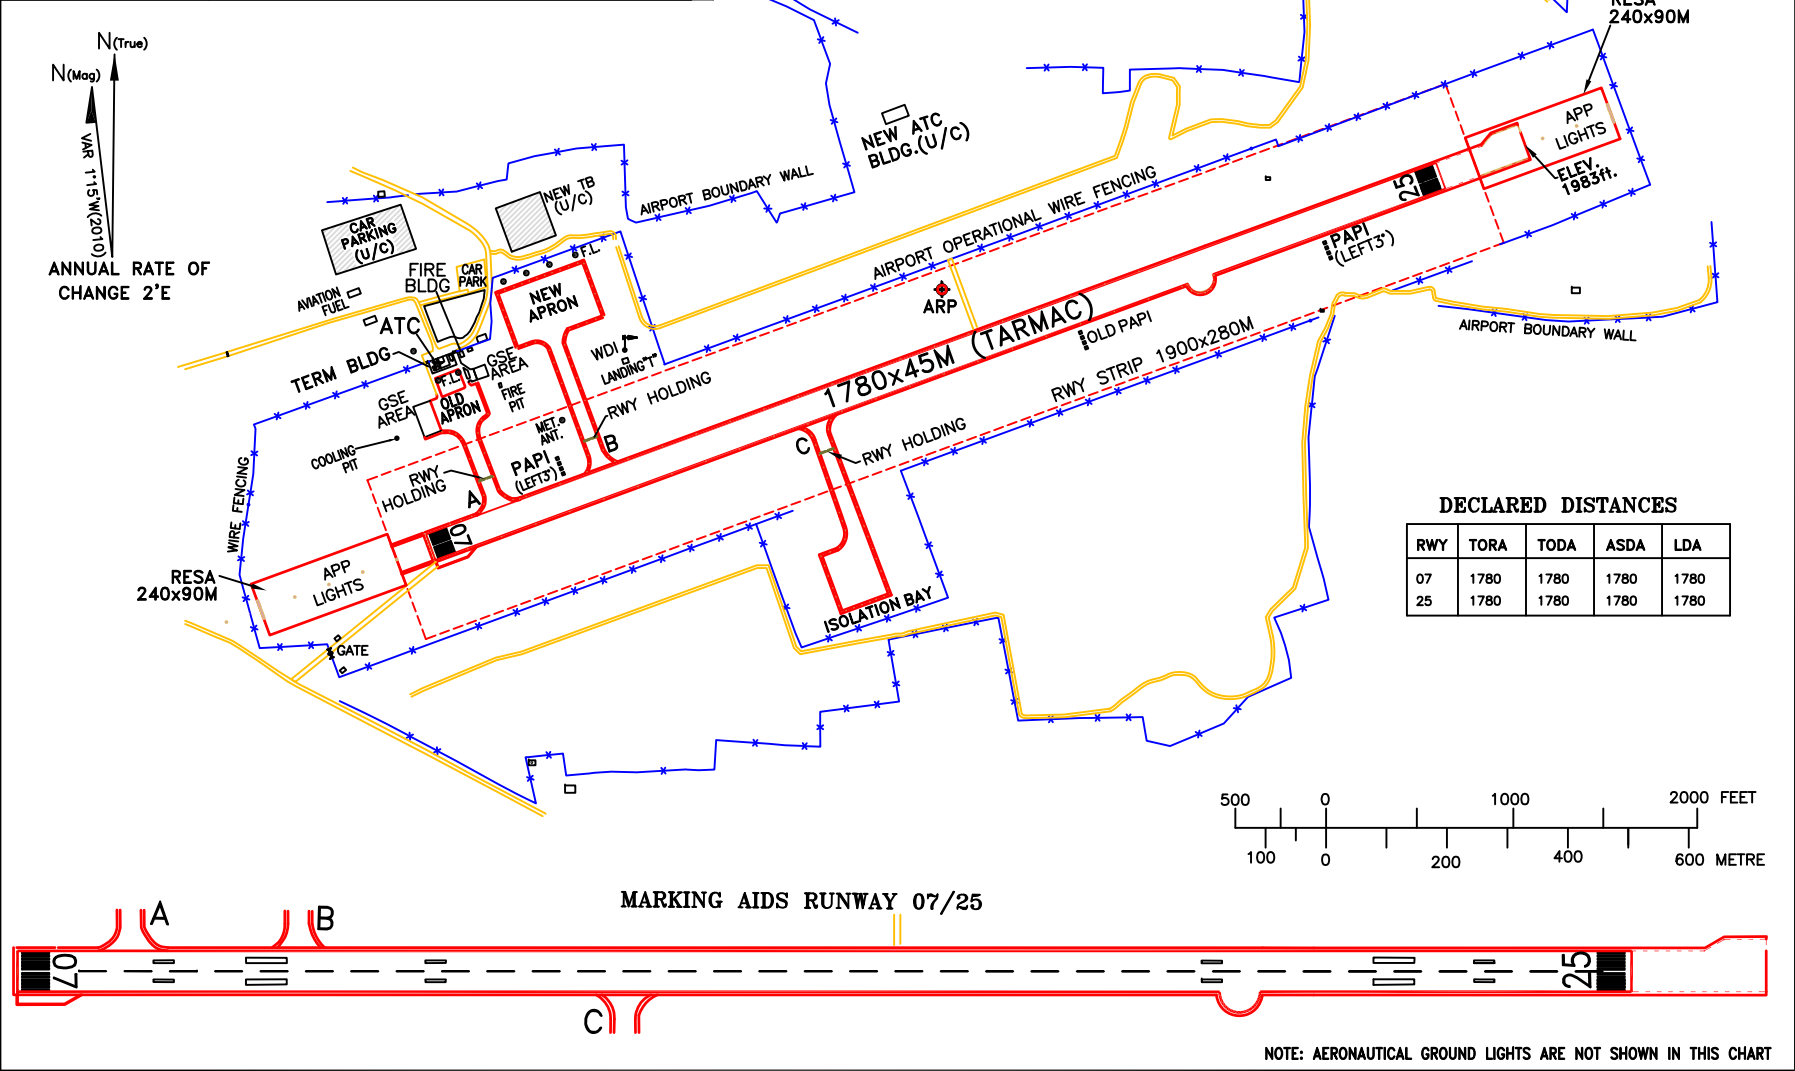 RESA
240x90M
N(True)
N(Mag)
VAR 1°15'W(2010)
ANNUAL RATE OF
CHANGE 2'E
NEW ATC
BLDG.(U/C)
APP
LIGHTS
ELEV.
1983ft.
25
PAPI
(LEFT3°)
AIRPORT BOUNDARY WALL
AIRPORT OPERATIONAL WIRE FENCING
NEW TB
(U/C)
CAR
PARKING
(U/C)
F.L
FIRE
BLDG
CAR
PARK
AVIATION
FUEL
NEW
APRON
ATC
TERM BLDG
GSE
AREA
F.L
OLD
APRON
FIRE
PIT
GSE
AREA
WDI
LANDING"T"
ARP
1780x45M (TARMAC)
OLD PAPI
RWY STRIP 1900x280M
AIRPORT BOUNDARY WALL
RWY HOLDING
MET.
ANT.
B
COOLING
PIT
PAPI
(LEFT3°)
RWY
HOLDING
A
C
RWY HOLDING
WIRE FENCING
07
RESA
240x90M
APP
LIGHTS
ISOLATION BAY
GATE
DECLARED DISTANCES
RWY TORA TODA ASDA LDA
07 1780 1780 1780 1780
25 1780 1780 1780 1780
500 0 1000 2000 FEET
100 0 200 400 600 METRE
MARKING AIDS RUNWAY 07/25
A
B
07
25
C
NOTE: AERONAUTICAL GROUND LIGHTS ARE NOT SHOWN IN THIS CHART